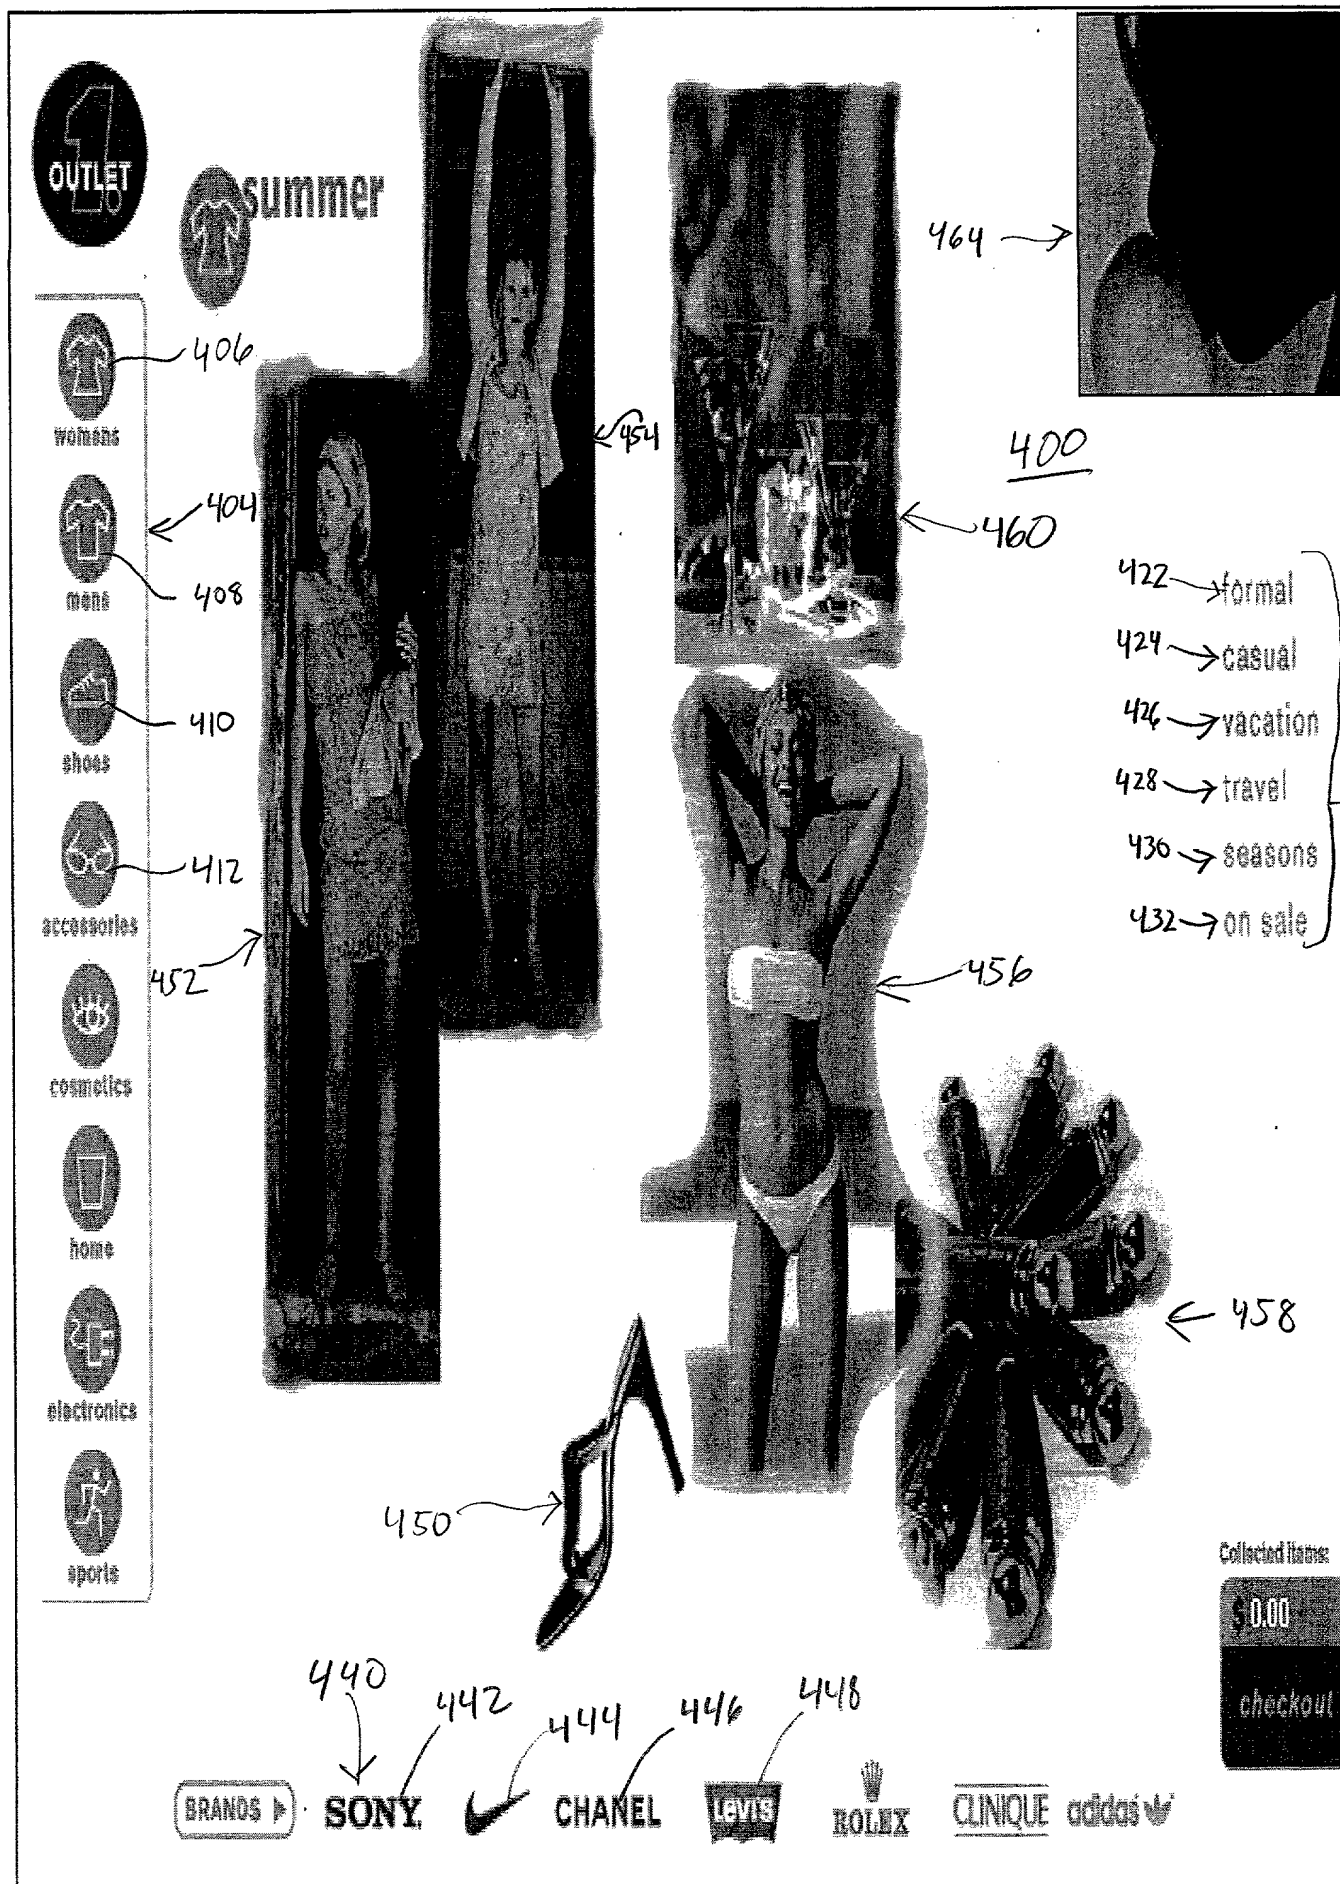 1
OUTLET
summer
464
406
womens
454
400
404
460
mens
408
422 formal
424 casual
shoes
410
426 vacation
428 travel
412
430 seasons
accessories
432 on sale
452
456
cosmetics
home
458
electronics
450
sports
Collected items:
$ 0.00
checkout
440
442
444
446
448
BRANDS
SONY
CHANEL
LEVI'S
ROLEX
CLINIQUE
adidas